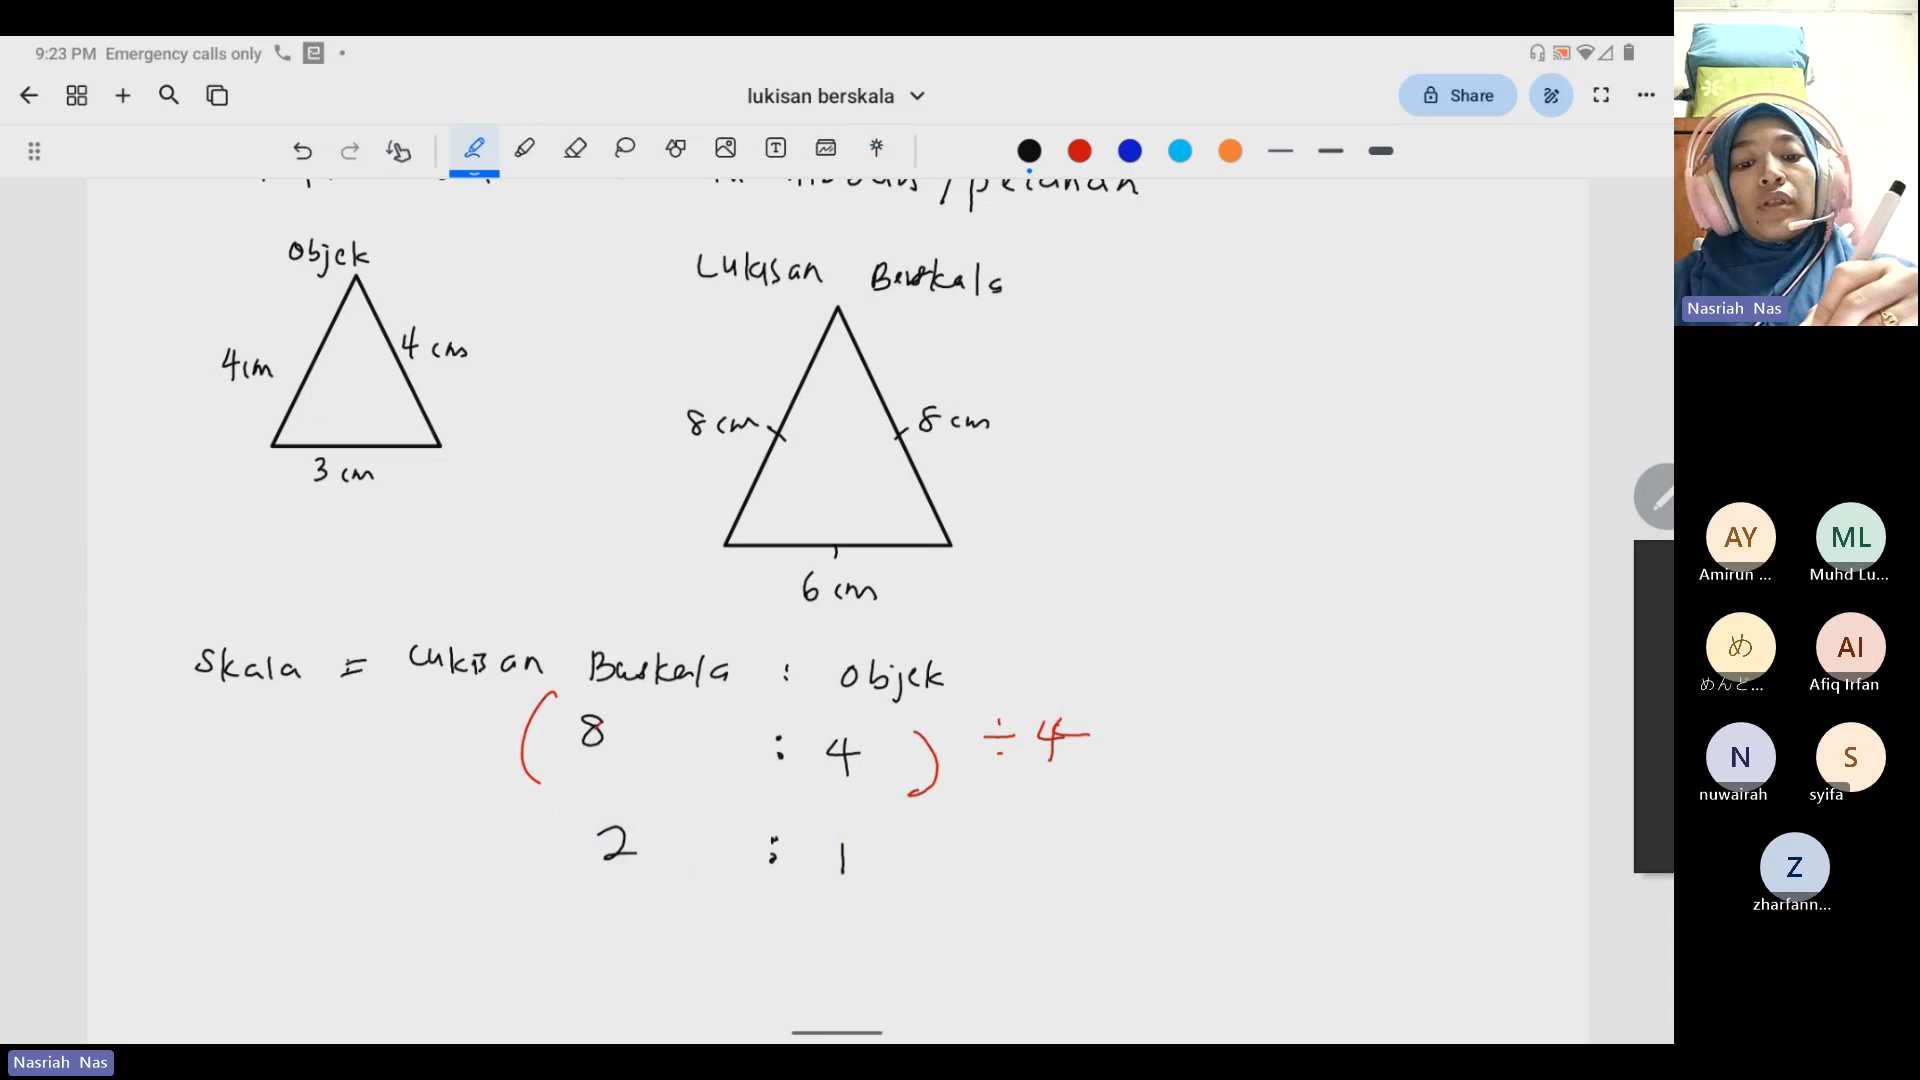 9:23 PM Emergency calls only
lukisan berskala
Share
/pelanan
Objek
Lukisan Berskala
4cm
4 cm
3 cm
8 cm
8 cm
6 cm
Skala = Lukisan Berskala : Objek
( 8 : 4 ) ÷ 4
2 : 1
Nasriah Nas
AY
Amirun ...
ML
Muhd Lu...
め
めんど...
AI
Afiq Irfan
N
nuwairah
S
syifa
Z
zharfann...
Nasriah Nas